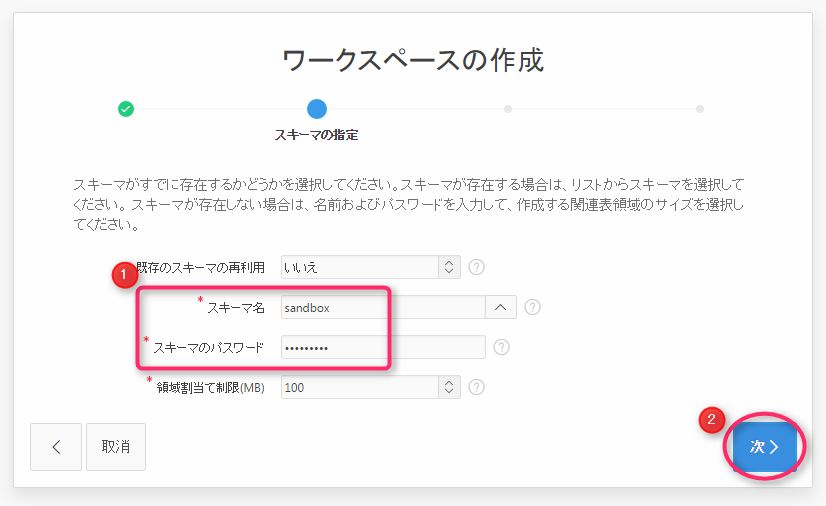 ワークスペースの作成
スキーマの指定
スキーマがすでに存在するかどうかを選択してください。スキーマが存在する場合は、リストからスキーマを選択して
ください。 スキーマが存在しない場合は、名前およびパスワードを入力して、作成する関連表領域のサイズを選択し
てください。
1
既存のスキーマの再利用 いいえ ?
* スキーマ名 sandbox ?
* スキーマのパスワード ••••••••• ?
* 領域割当て制限(MB) 100 ?
2
取消 次